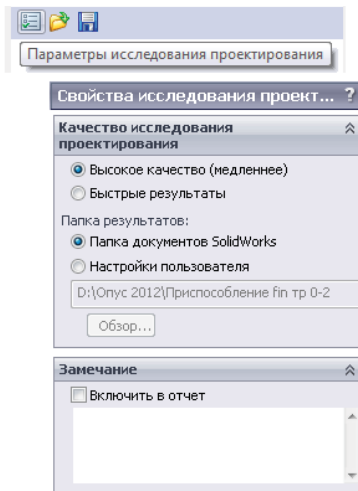 Параметры исследования проектирования
Свойства исследования проект... ?
Качество исследования
проектирования
Высокое качество (медленнее)
Быстрые результаты
Папка результатов:
Папка документов SolidWorks
Настройки пользователя
D:\Опус 2012\Приспособление fin тр 0-2
Обзор...
Замечание
Включить в отчет